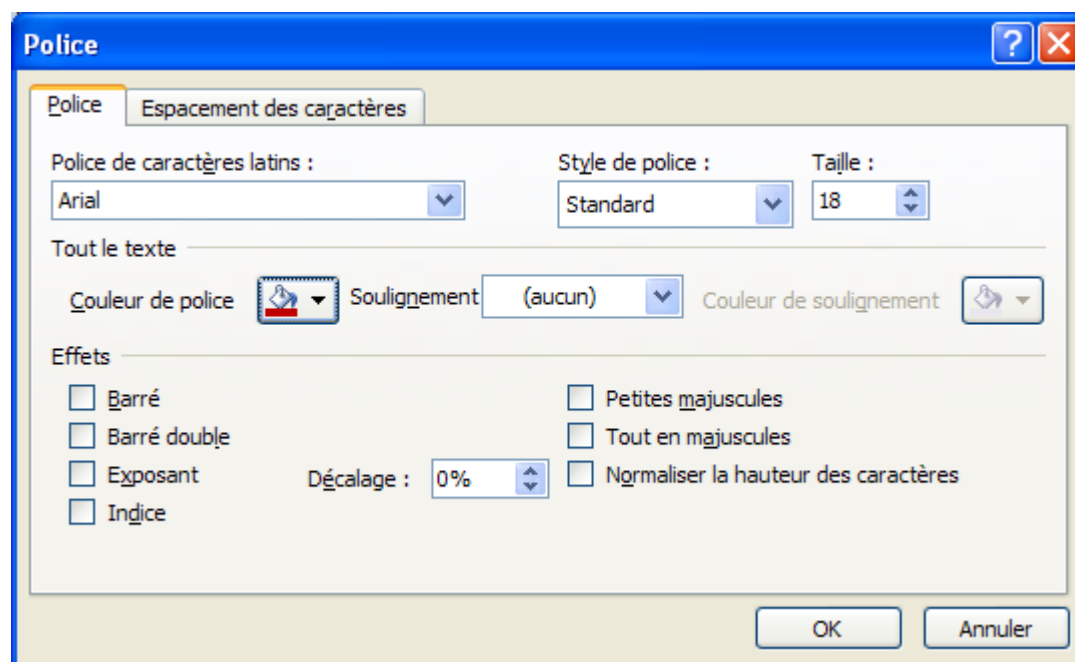 Police
Police Espacement des caractères
Police de caractères latins : Style de police : Taille :
Arial Standard 18
Tout le texte
Couleur de police Soulignement (aucun) Couleur de soulignement
Effets
Barré Petites majuscules
Barré double Tout en majuscules
Exposant Décalage : 0% Normaliser la hauteur des caractères
Indice
OK Annuler